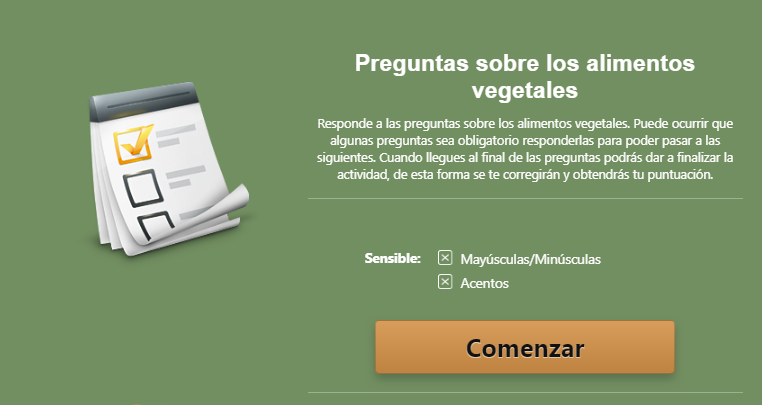 Preguntas sobre los alimentos
vegetales
Responde a las preguntas sobre los alimentos vegetales. Puede ocurrir que
algunas preguntas sea obligatorio responderlas para poder pasar a las
siguientes. Cuando llegues al final de las preguntas podrás dar a finalizar la
actividad, de esta forma se te corregirán y obtendrás tu puntuación.
Sensible: Mayúsculas/Minúsculas
Acentos
Comenzar